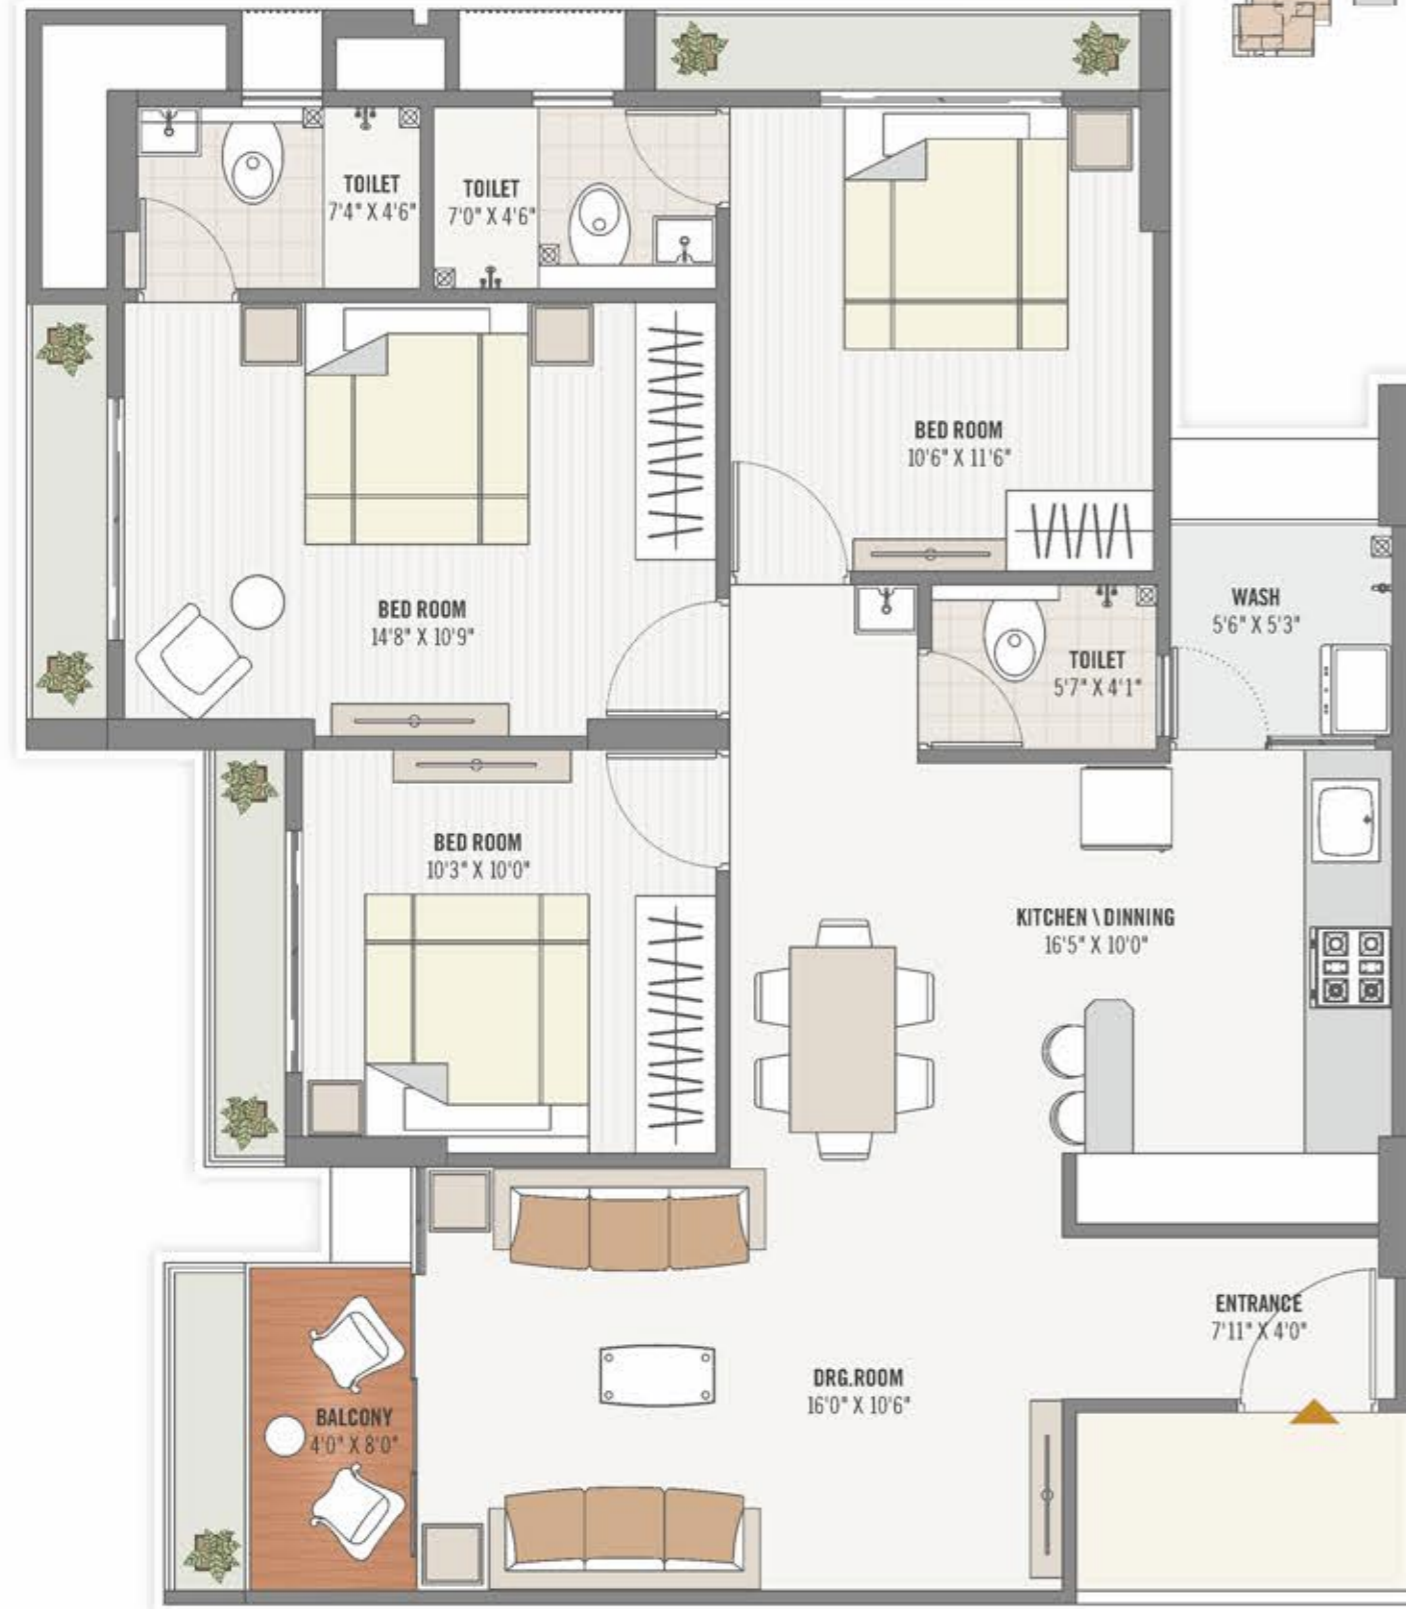 TOILET
7'4" X 4'6"
TOILET
7'0" X 4'6"
BED ROOM
10'6" X 11'6"
BED ROOM
14'8" X 10'9"
WASH
5'6" X 5'3"
TOILET
5'7" X 4'1"
BED ROOM
10'3" X 10'0"
KITCHEN \ DINNING
16'5" X 10'0"
ENTRANCE
7'11" X 4'0"
DRG.ROOM
16'0" X 10'6"
BALCONY
4'0" X 8'0"